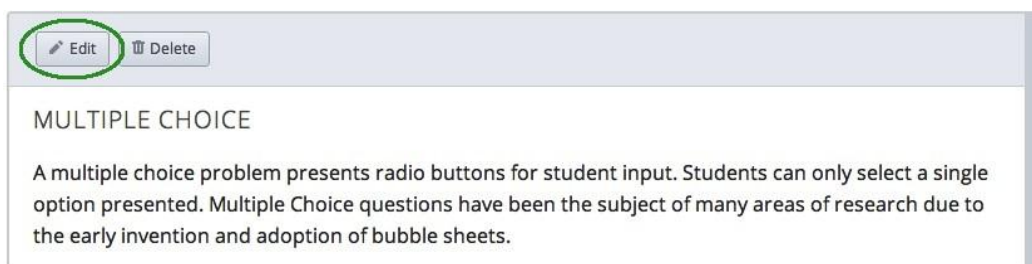 Edit Delete
MULTIPLE CHOICE
A multiple choice problem presents radio buttons for student input. Students can only select a single
option presented. Multiple Choice questions have been the subject of many areas of research due to
the early invention and adoption of bubble sheets.